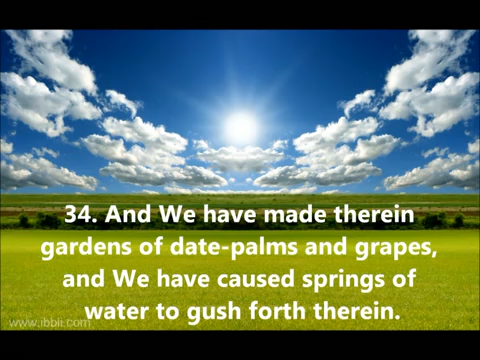 34. And We have made therein
gardens of date-palms and grapes,
and We have caused springs of
water to gush forth therein.
www.ibbli.com